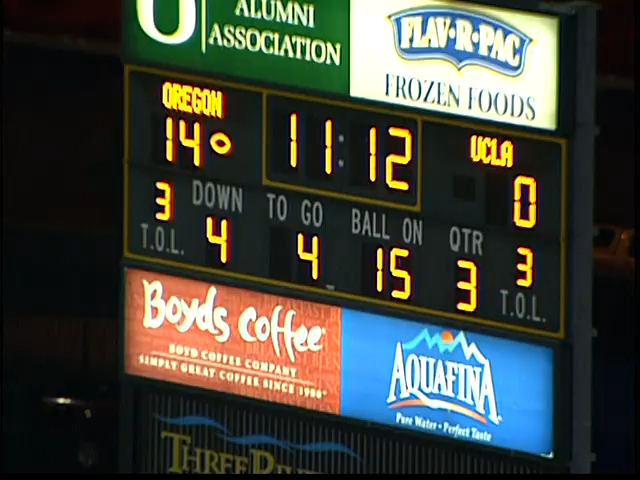 ALUMNI
ASSOCIATION
FLAV·R·PAC
FROZEN FOODS
OREGON
UCLA
14 11:12 0
3 DOWN 4 TO GO 4 BALL ON 15 QTR 3 3
T.O.L. T.O.L.
Boyds Coffee
BOYD COFFEE COMPANY
SIMPLY GREAT COFFEE SINCE 1900
AQUAFINA
Pure Water · Perfect Taste
THREE